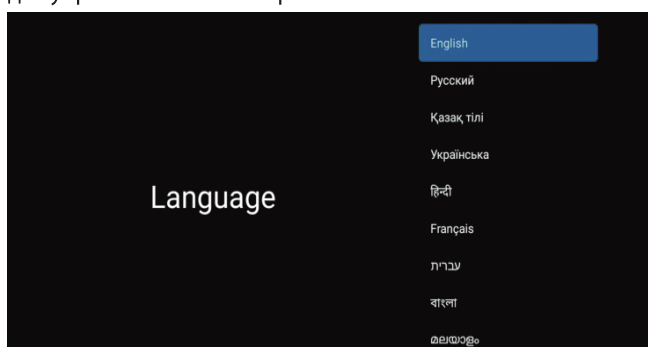 English
Русский
Қазақ тілі
Українська
Language
हिन्दी
Français
עברית
বাংলা
മലയാളം